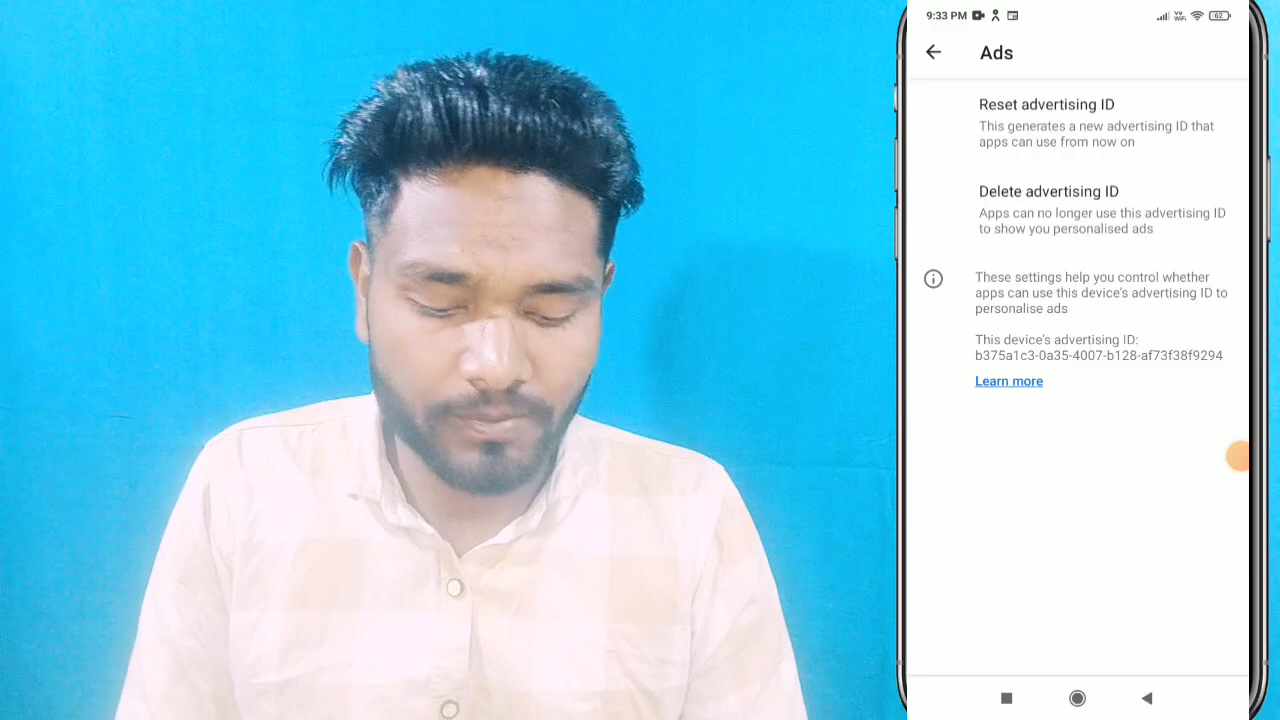 9:33 PM
Vo
WiFi
62
Ads
Reset advertising ID
This generates a new advertising ID that
apps can use from now on
Delete advertising ID
Apps can no longer use this advertising ID
to show you personalised ads
These settings help you control whether
apps can use this device's advertising ID to
personalise ads
This device's advertising ID:
b375a1c3-0a35-4007-b128-af73f38f9294
Learn more